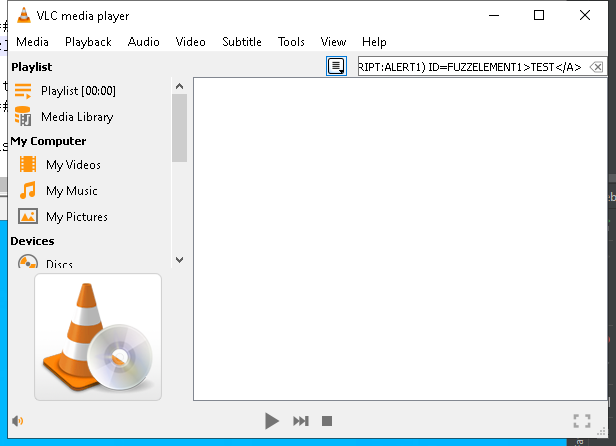 VLC media player
Media Playback Audio Video Subtitle Tools View Help
Playlist
RIPT:ALERT1) ID=FUZZELEMENT1>TEST</A>
Playlist [00:00]
Media Library
My Computer
My Videos
My Music
My Pictures
Devices
Discs